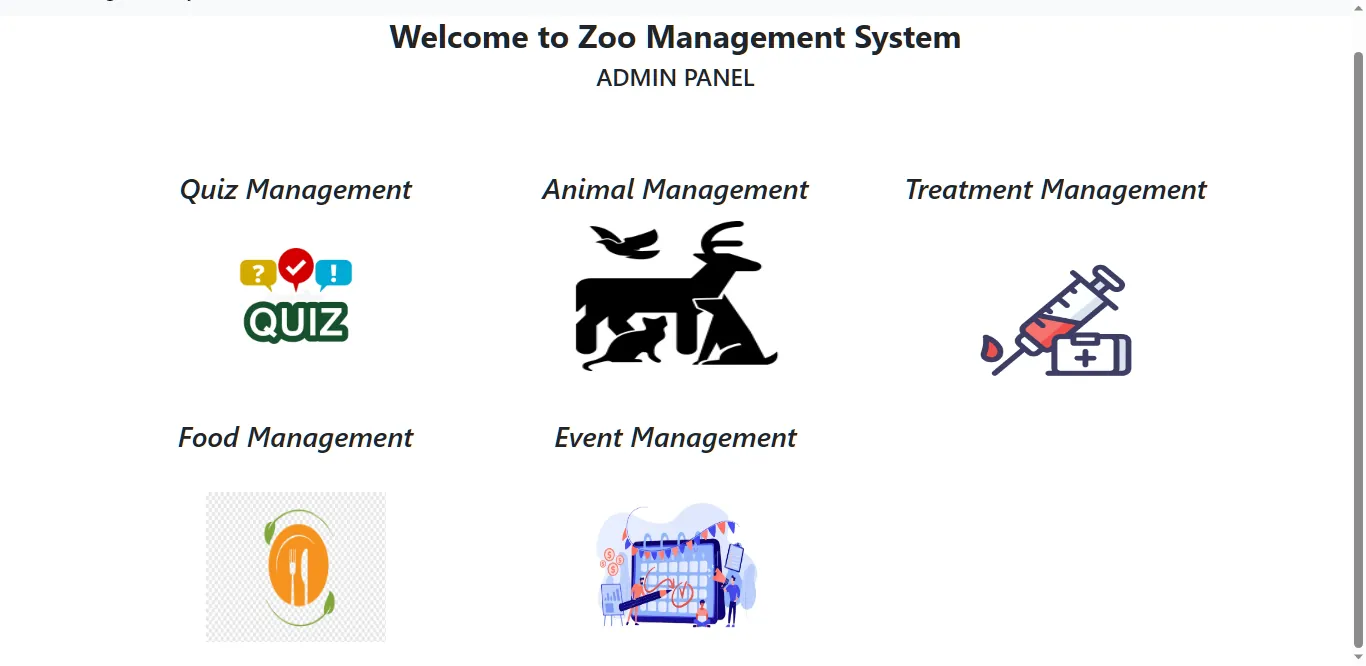 Welcome to Zoo Management System
ADMIN PANEL
Quiz Management
Animal Management
Treatment Management
? !
QUIZ
Food Management
Event Management